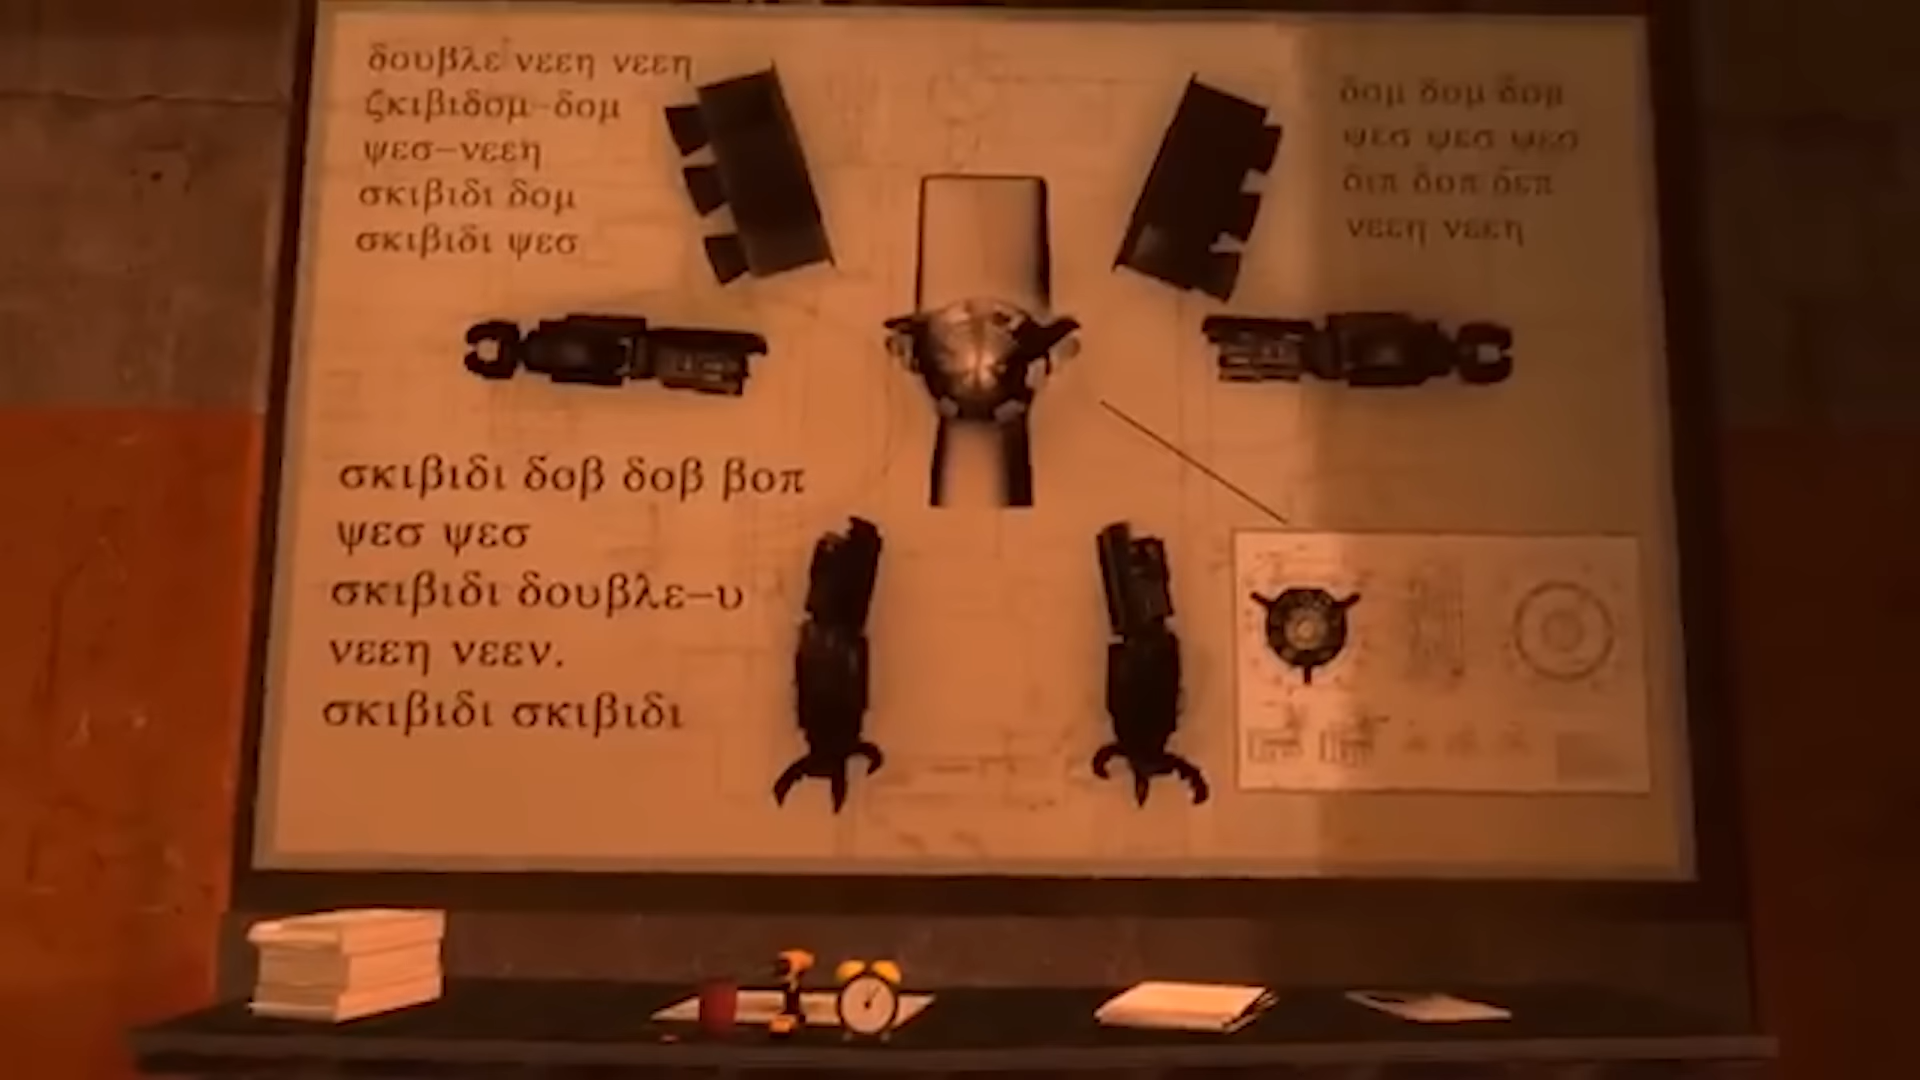 δουβλε νεεη νεεη
ζκιβιδομ-δομ
ψεσ-νεεη
σκιβιδι δομ
σκιβιδι ψεσ
δομ δομ δοβ
ψεσ ψεσ ψεσ
διπ δοπ δεπ
νεεη νεεη
σκιβιδι δοβ δοβ βοπ
ψεσ ψεσ
σκιβιδι δουβλε-υ
νεεη νεεν.
σκιβιδι σκιβιδι